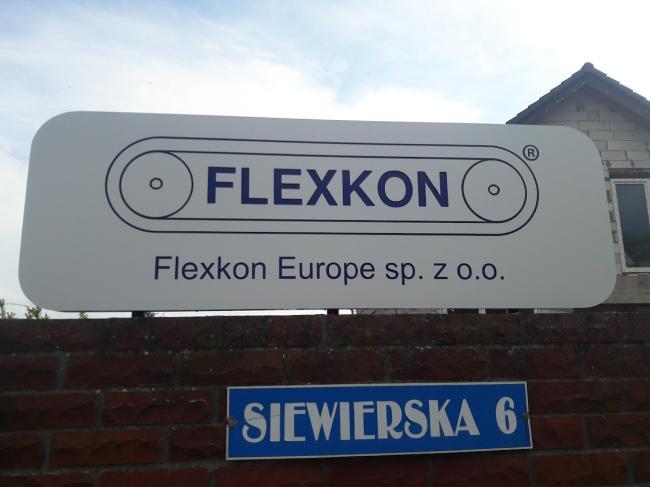 FLEXKON ®
Flexkon Europe sp. z o.o.
SIEWIERSKA 6